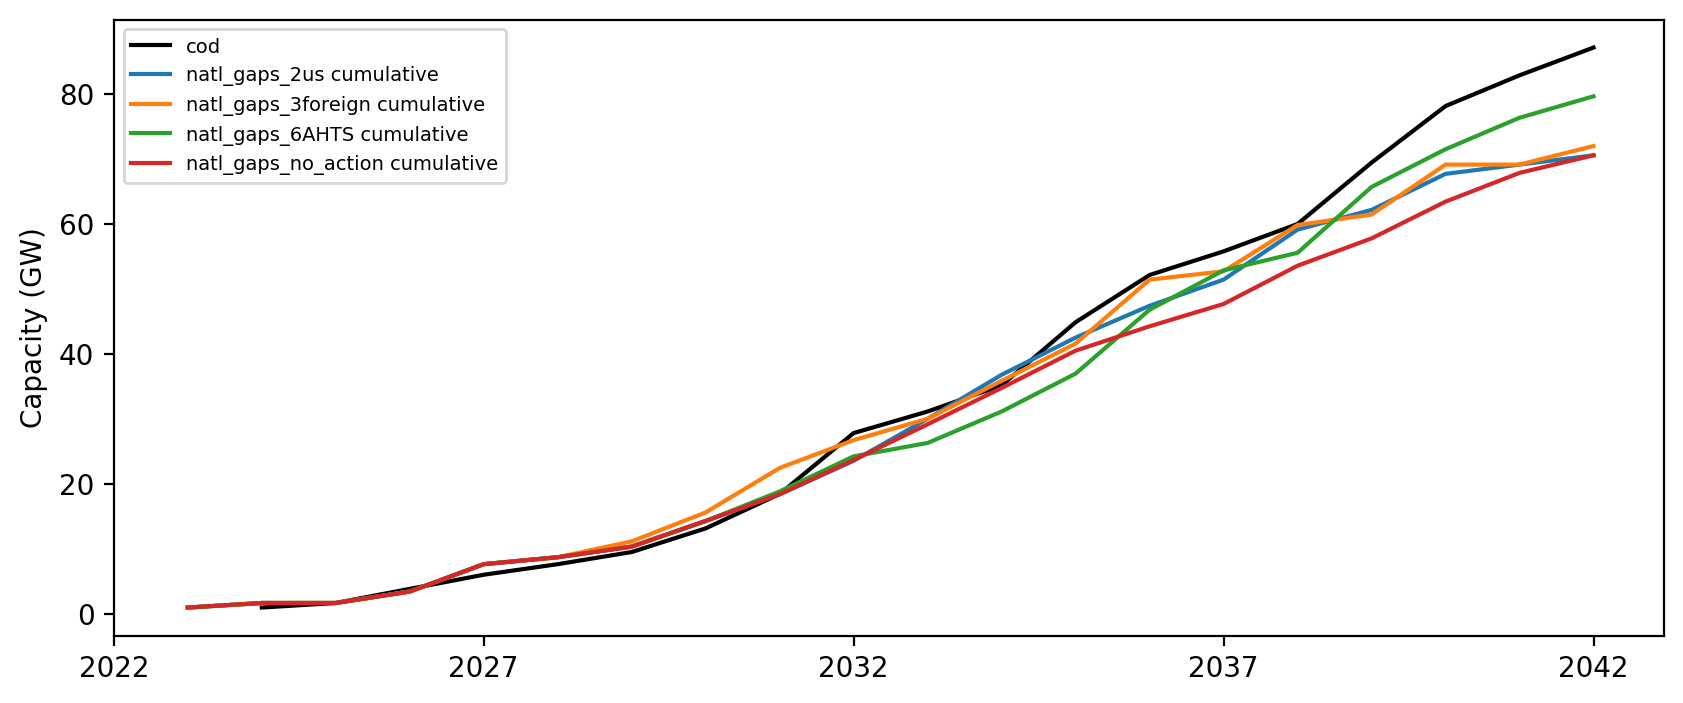 cod
natl_gaps_2us cumulative
natl_gaps_3foreign cumulative
natl_gaps_6AHTS cumulative
natl_gaps_no_action cumulative
Capacity (GW)
80
60
40
20
0
2022 2027 2032 2037 2042